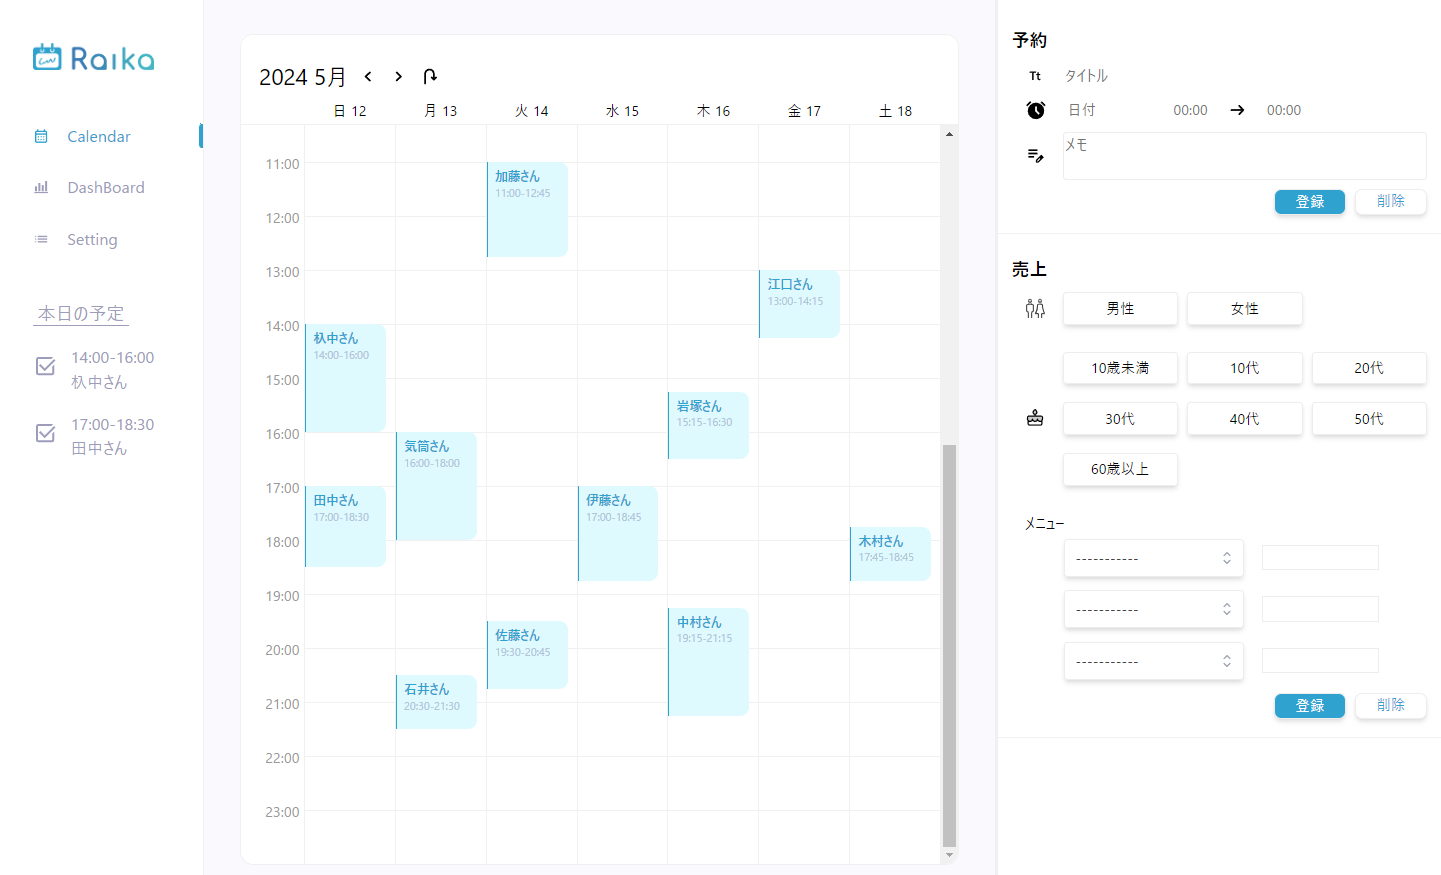 Raika
Calendar
DashBoard
Setting
本日の予定
14:00-16:00
杁中さん
17:00-18:30
田中さん
2024 5月
日 12 月 13 火 14 水 15 木 16 金 17 土 18
11:00
12:00
13:00
14:00
15:00
16:00
17:00
18:00
19:00
20:00
21:00
22:00
23:00
杁中さん
14:00-16:00
田中さん
17:00-18:30
気筒さん
16:00-18:00
石井さん
20:30-21:30
加藤さん
11:00-12:45
佐藤さん
19:30-20:45
伊藤さん
17:00-18:45
岩塚さん
15:15-16:30
中村さん
19:15-21:15
江口さん
13:00-14:15
木村さん
17:45-18:45
予約
Tt タイトル
日付 00:00 → 00:00
メモ
登録 削除
売上
男性 女性
10歳未満 10代 20代
30代 40代 50代
60歳以上
メニュー
-----------
-----------
-----------
登録 削除